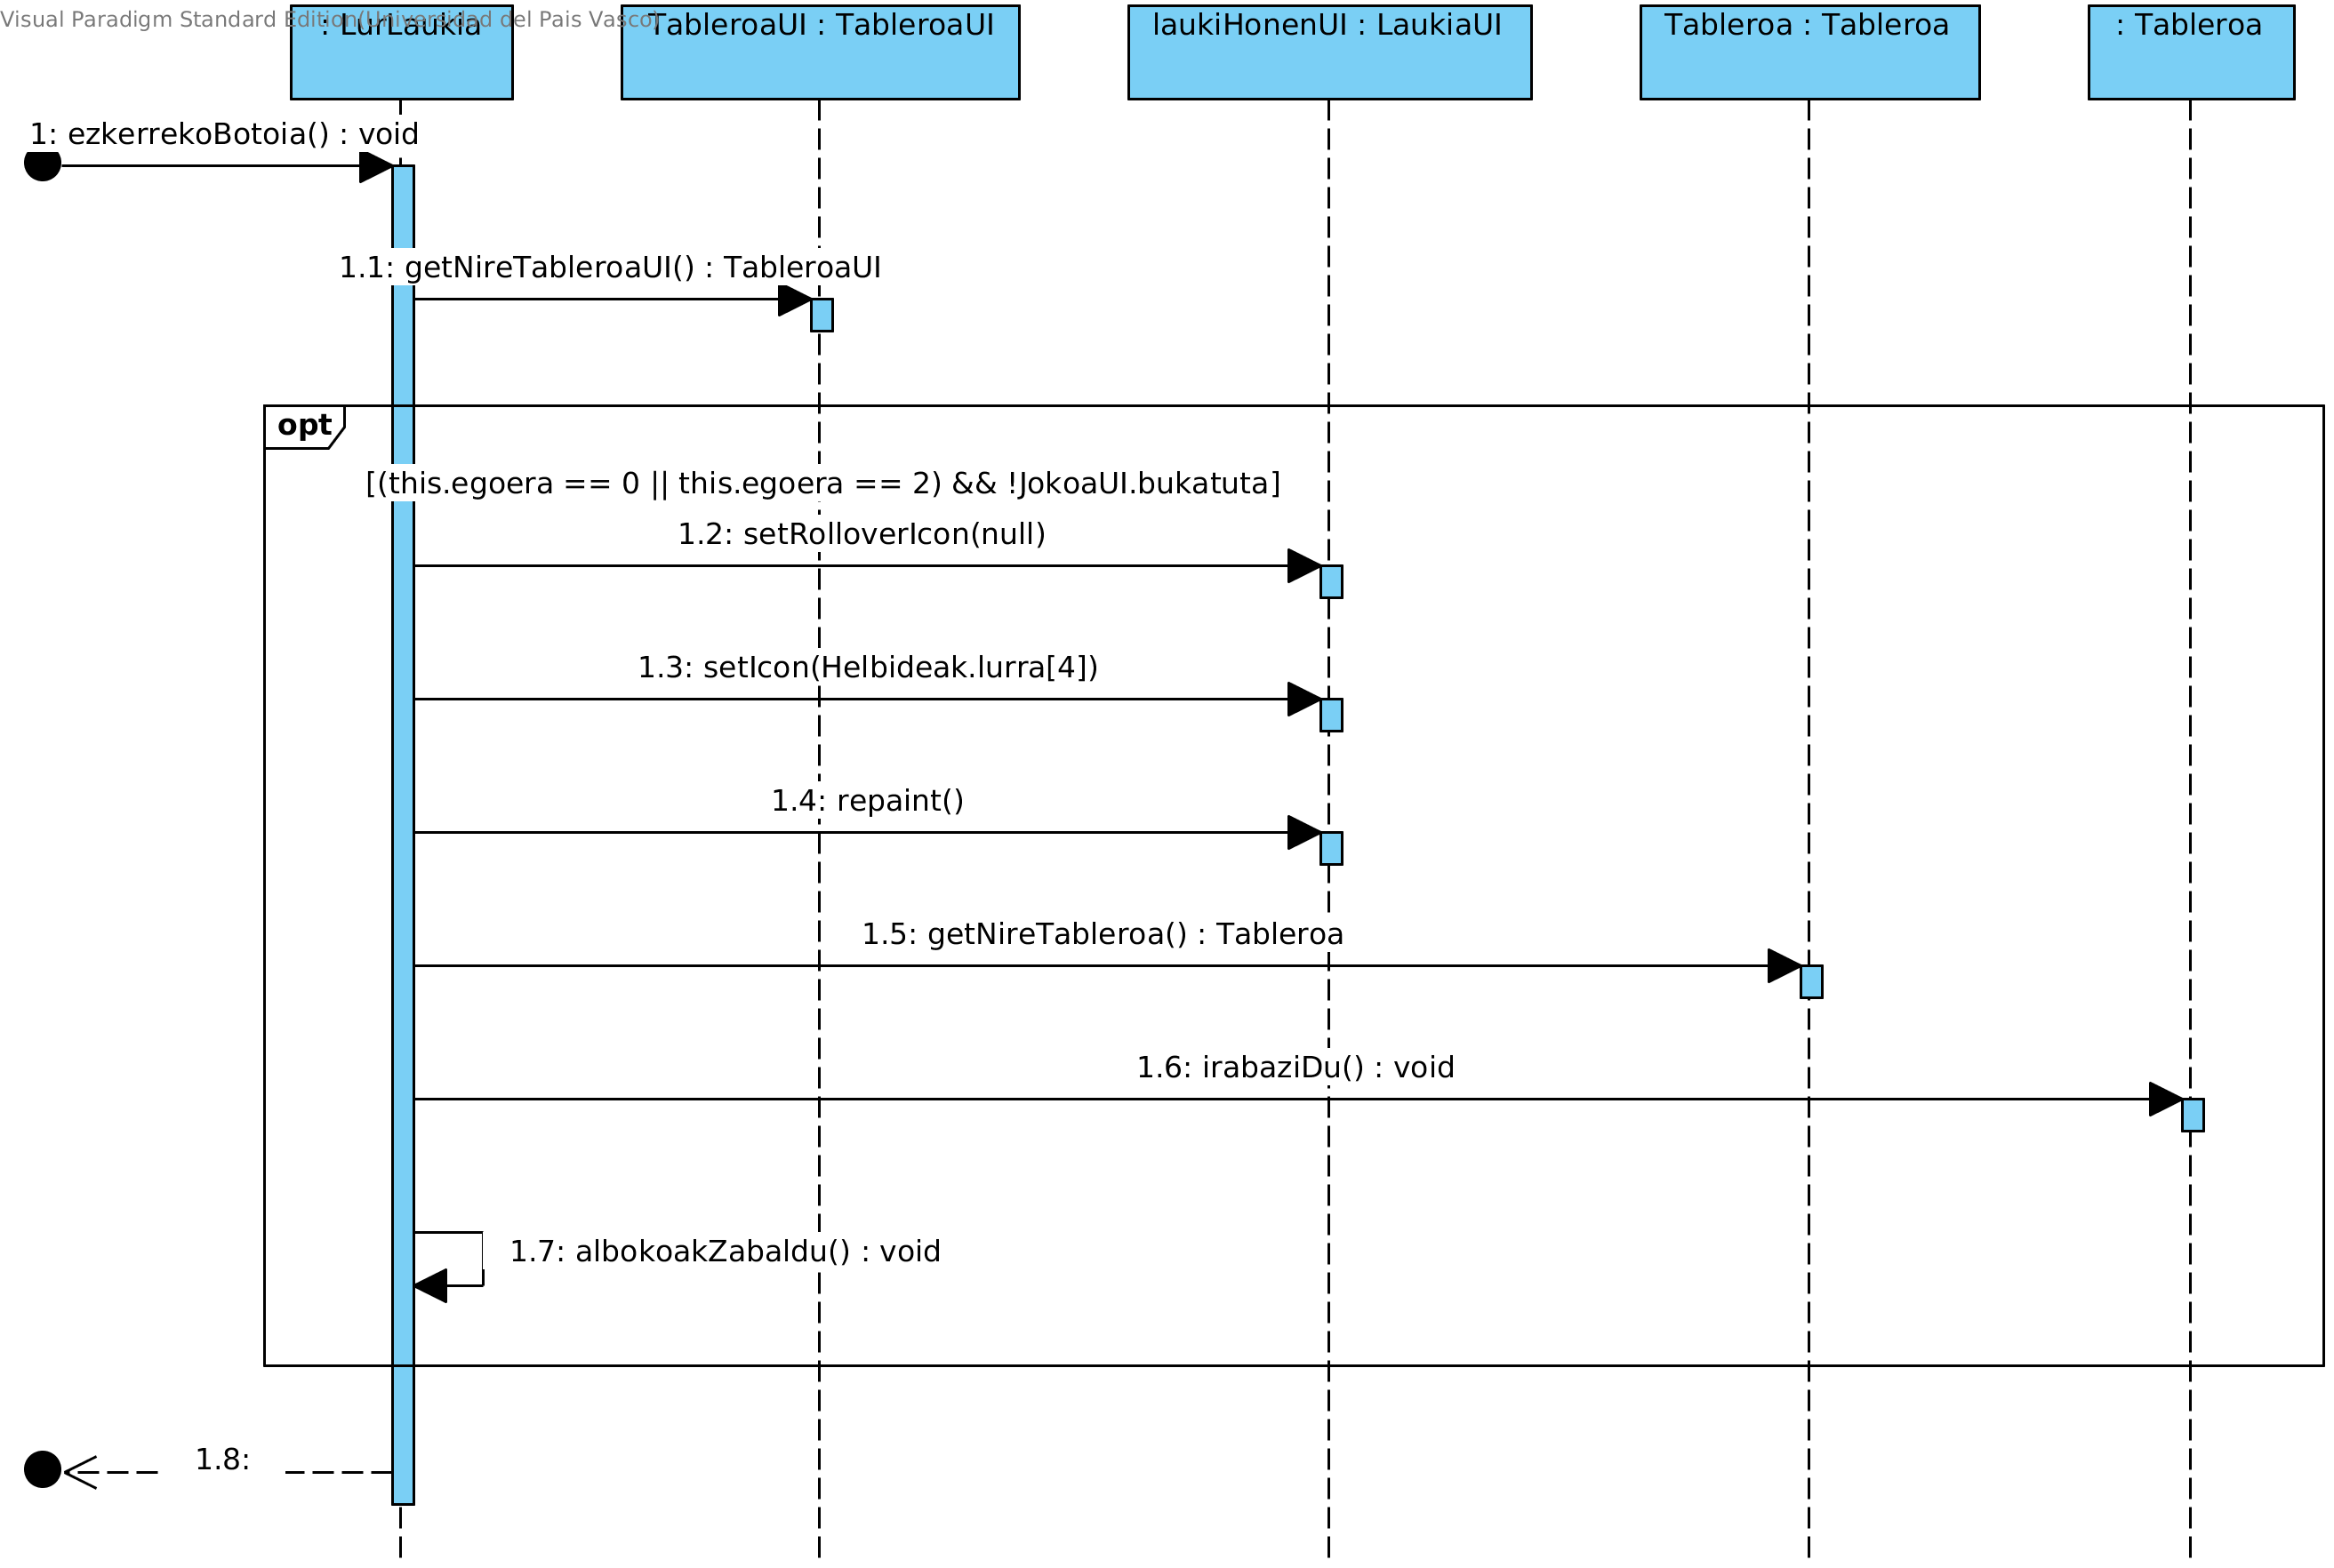 Visual Paradigm Standard Edition(Universidad del Pais Vasco)
: LurLaukia
TableroaUI : TableroaUI
laukiHonenUI : LaukiaUI
Tableroa : Tableroa
: Tableroa
1: ezkerrekoBotoia() : void
1.1: getNireTableroaUI() : TableroaUI
opt
[(this.egoera == 0 || this.egoera == 2) && !JokoaUI.bukatuta]
1.2: setRolloverIcon(null)
1.3: setIcon(Helbideak.lurra[4])
1.4: repaint()
1.5: getNireTableroa() : Tableroa
1.6: irabaziDu() : void
1.7: albokoakZabaldu() : void
1.8: